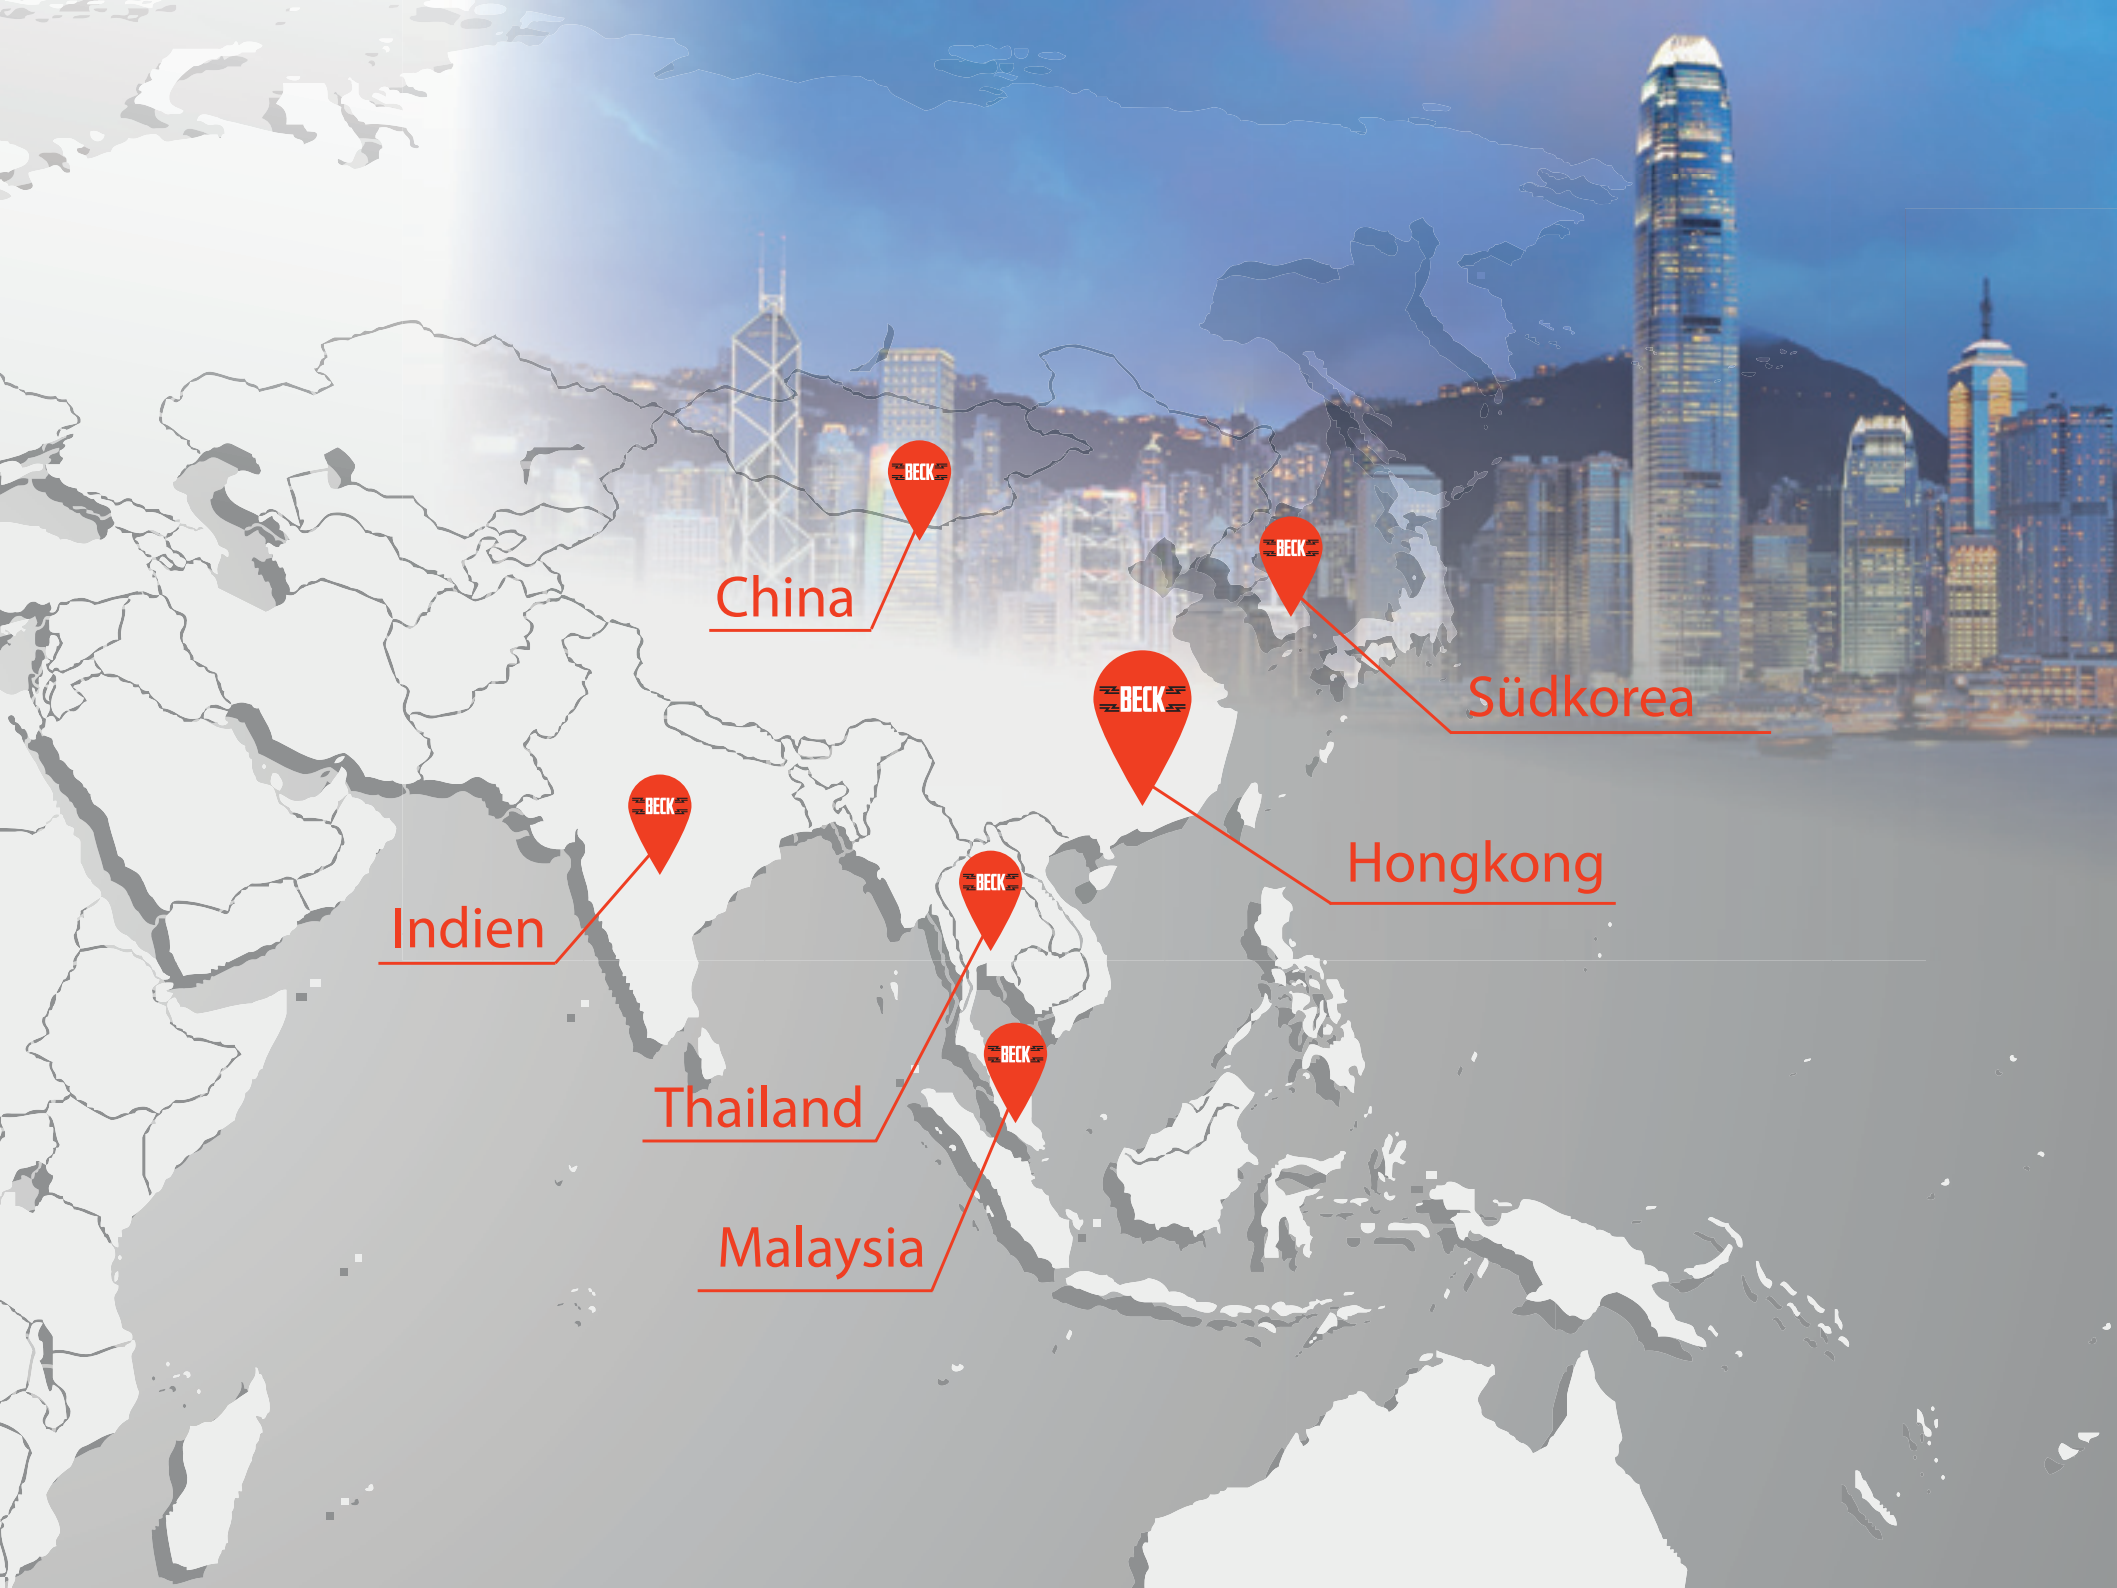 BECK
China
BECK
Südkorea
BECK
Hongkong
BECK
Indien
BECK
Thailand
BECK
Malaysia